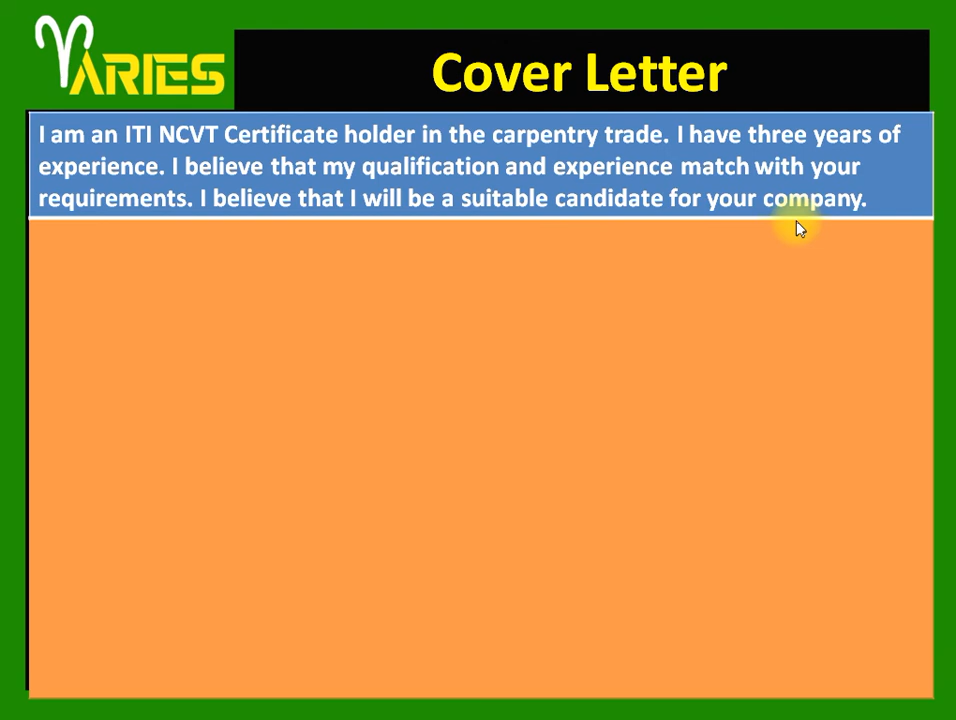 ARIES
Cover Letter
I am an ITI NCVT Certificate holder in the carpentry trade. I have three years of
experience. I believe that my qualification and experience match with your
requirements. I believe that I will be a suitable candidate for your company.